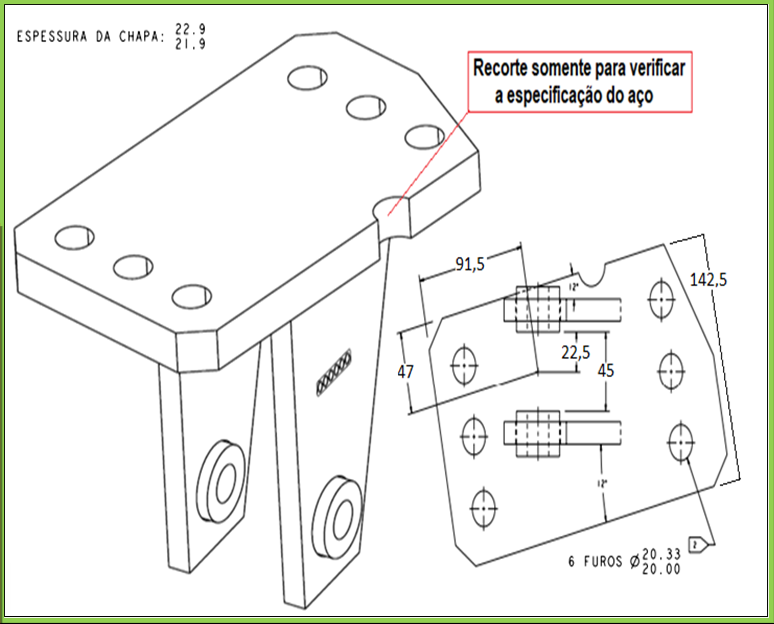 ESPESSURA DA CHAPA: 22.9
21.9
Recorte somente para verificar
a especificação do aço
91,5
12°
142,5
22,5
47
45
12°
2
6 FUROS Ø20.33
20.00